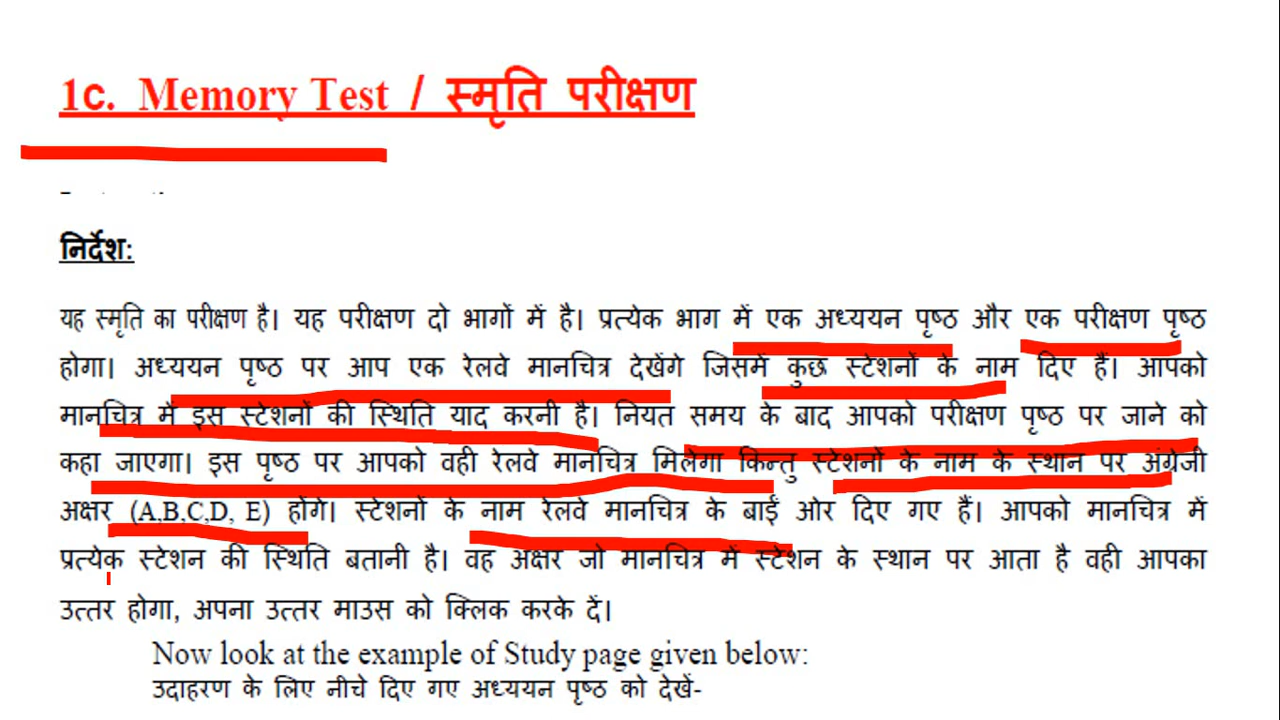 1c. Memory Test / स्मृति परीक्षण
निर्देश:
यह स्मृति का परीक्षण है। यह परीक्षण दो भागों में है। प्रत्येक भाग में एक अध्ययन पृष्ठ और एक परीक्षण पृष्ठ
होगा। अध्ययन पृष्ठ पर आप एक रेलवे मानचित्र देखेंगे जिसमें कुछ स्टेशनों के नाम दिए हैं। आपको
मानचित्र में इस स्टेशनों की स्थिति याद करनी है। नियत समय के बाद आपको परीक्षण पृष्ठ पर जाने को
कहा जाएगा। इस पृष्ठ पर आपको वही रेलवे मानचित्र मिलेगा किन्तु स्टेशनों के नाम के स्थान पर अंग्रेजी
अक्षर (A,B,C,D, E) होंगे। स्टेशनों के नाम रेलवे मानचित्र के बाईं ओर दिए गए हैं। आपको मानचित्र में
प्रत्येक स्टेशन की स्थिति बतानी है। वह अक्षर जो मानचित्र में स्टेशन के स्थान पर आता है वही आपका
उत्तर होगा, अपना उत्तर माउस को क्लिक करके दें।
Now look at the example of Study page given below:
उदाहरण के लिए नीचे दिए गए अध्ययन पृष्ठ को देखें-